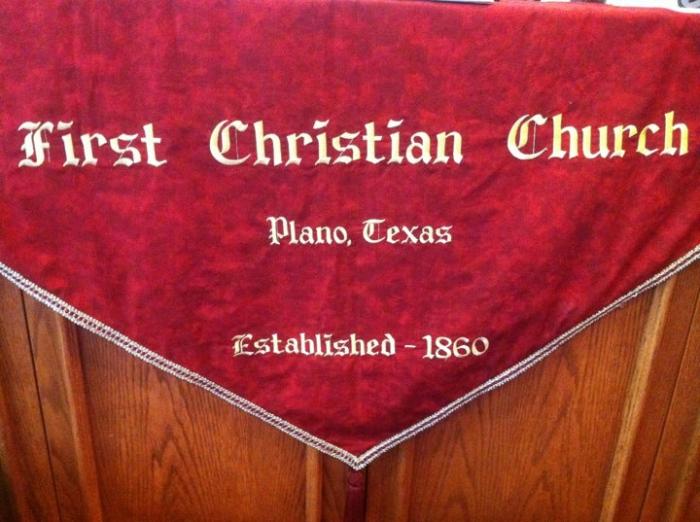 First Christian Church
Plano, Texas
Established - 1860